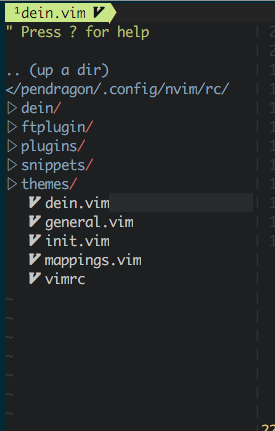 ¹dein.vim
" Press ? for help
.. (up a dir)
</pendragon/.config/nvim/rc/
▷dein/
▷ftplugin/
▷plugins/
▷snippets/
▷themes/
dein.vim
general.vim
init.vim
mappings.vim
vimrc
~
~
~
~
~
~
~